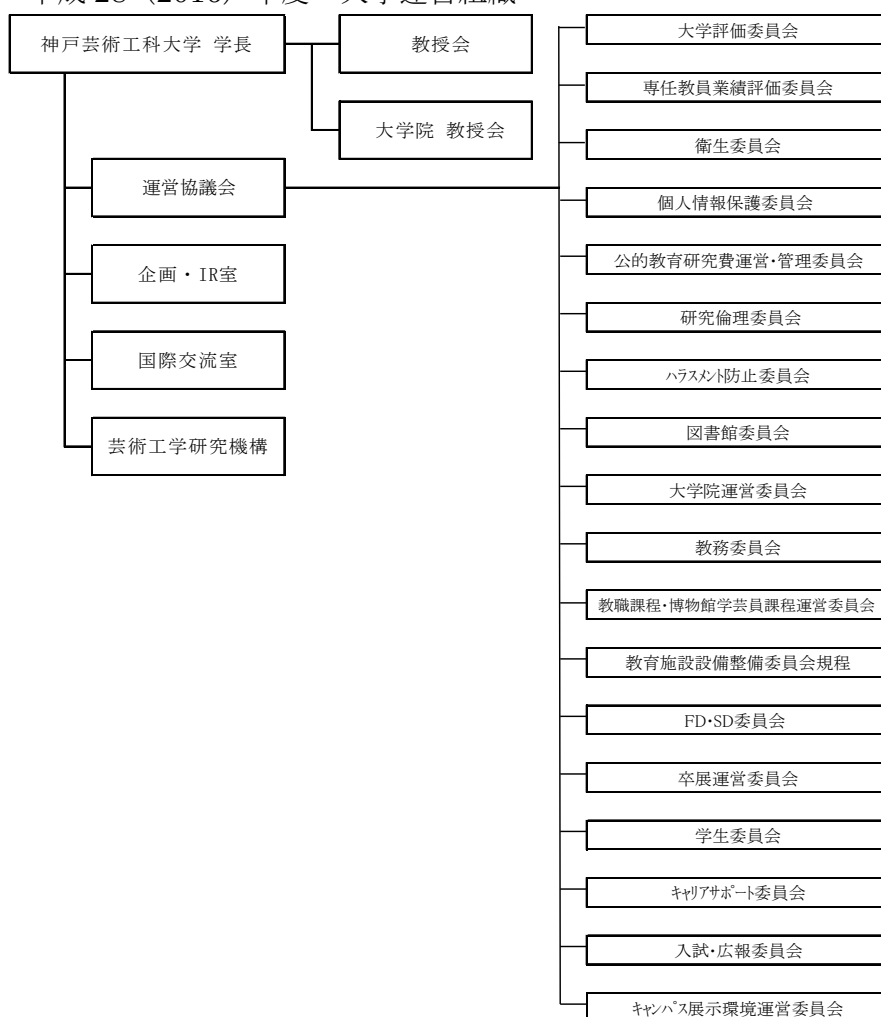 平成 28 (2016) 年度 大学運営組織
神戸芸術工科大学 学長
教授会
大学院 教授会
運営協議会
企画・IR室
国際交流室
芸術工学研究機構
大学評価委員会
専任教員業績評価委員会
衛生委員会
個人情報保護委員会
公的教育研究費運営・管理委員会
研究倫理委員会
ハラスメント防止委員会
図書館委員会
大学院運営委員会
教務委員会
教職課程・博物館学芸員課程運営委員会
教育施設設備整備委員会規程
FD・SD委員会
卒展運営委員会
学生委員会
キャリアサポート委員会
入試・広報委員会
キャンパス展示環境運営委員会